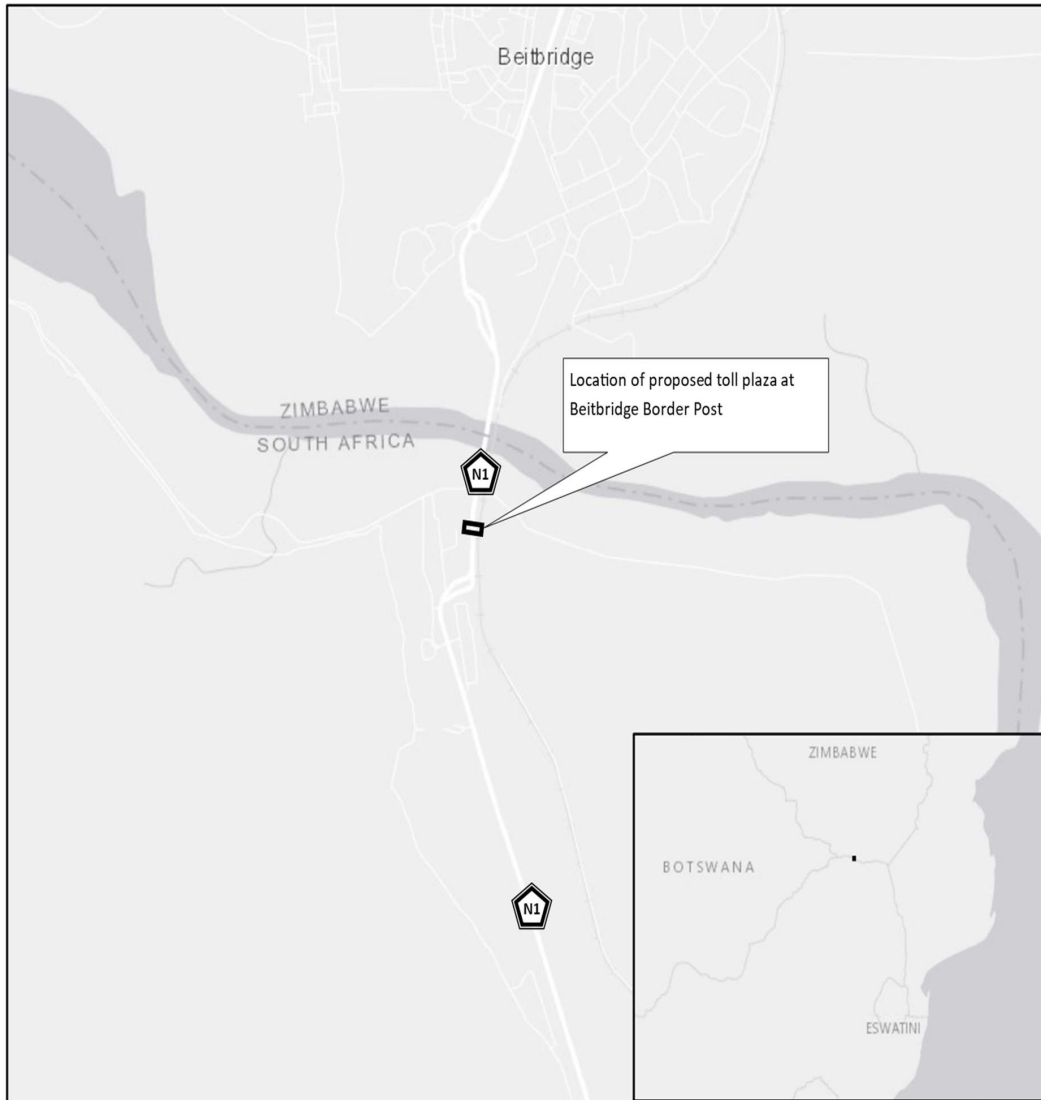 Beitbridge
Location of proposed toll plaza at
Beitbridge Border Post
ZIMBABWE
SOUTH AFRICA
N1
N1
ZIMBABWE
BOTSWANA
ESWATINI